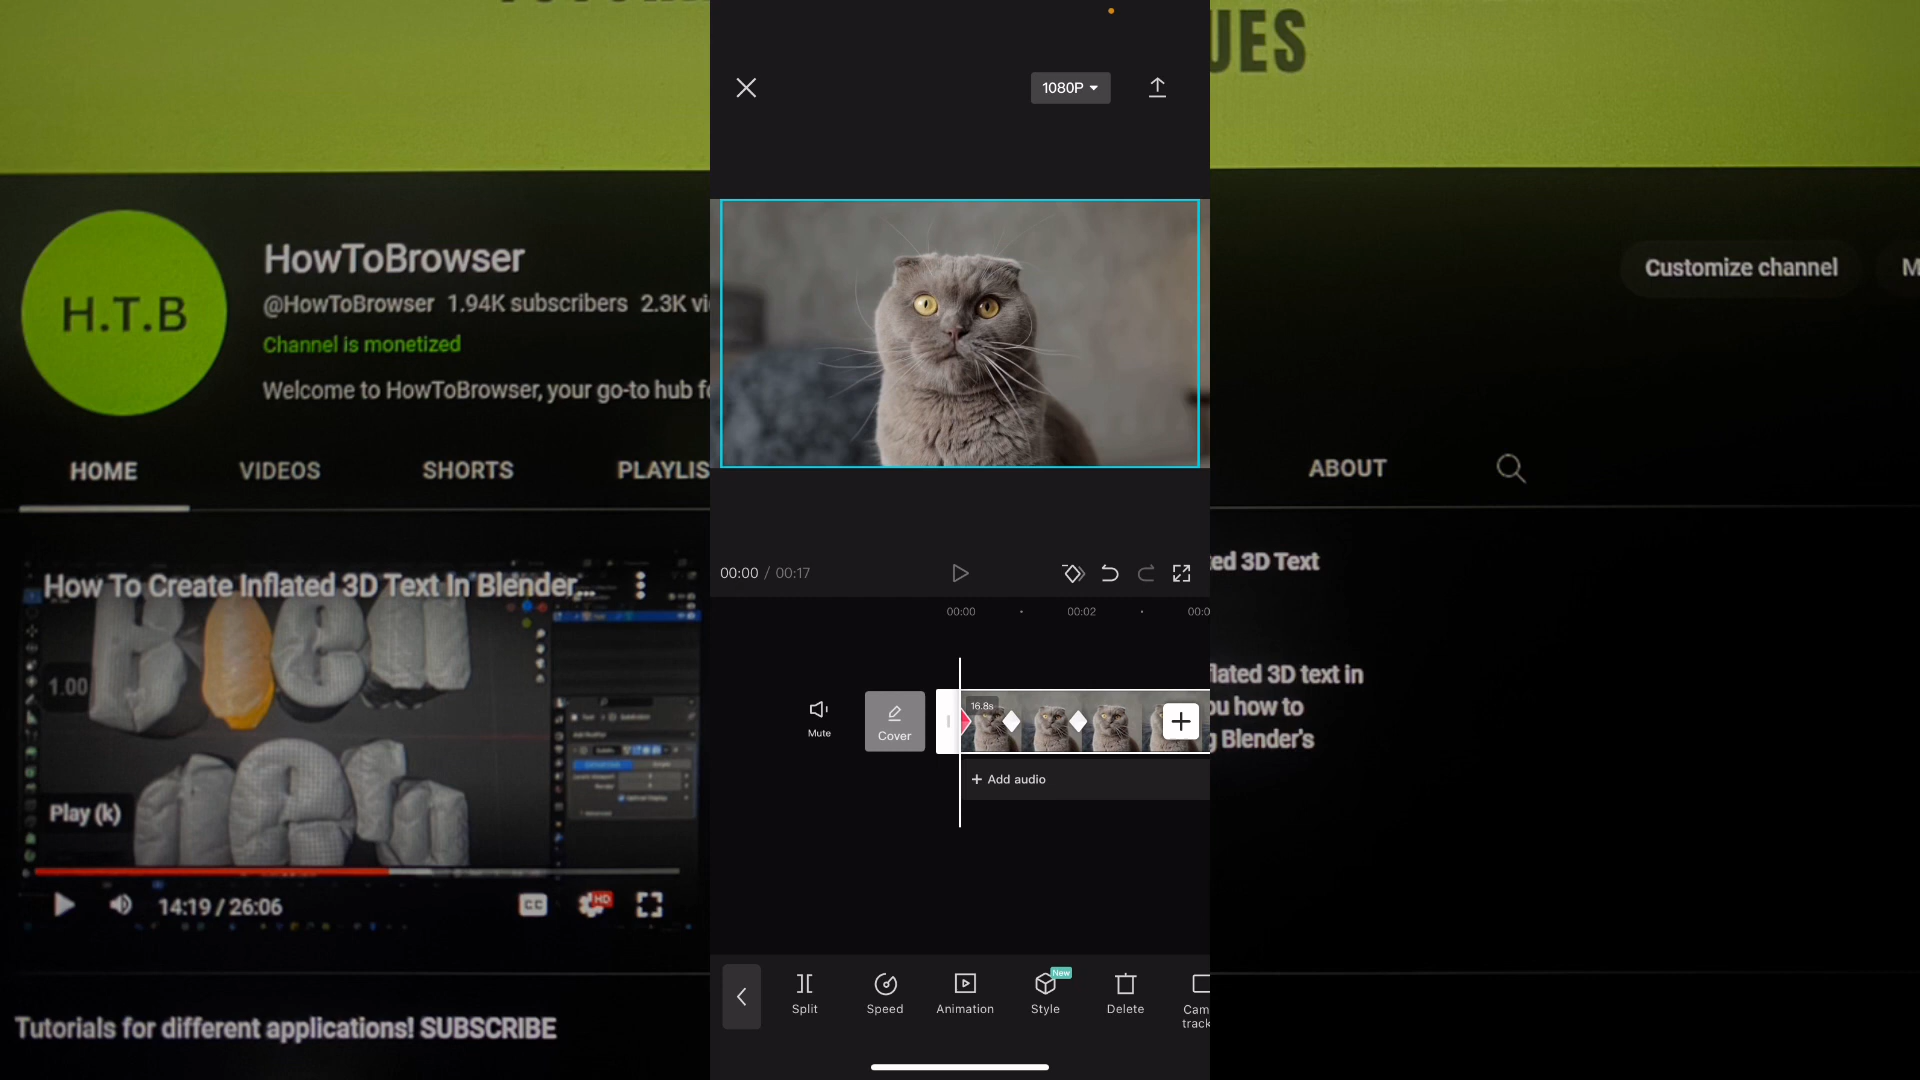 UES
1080P
HowToBrowser
H.T.B
@HowToBrowser 1.94K subscribers 2.3K
Channel is monetized
Welcome to HowToBrowser, your go-to hub
Customize channel
HOME
VIDEOS
SHORTS
PLAYLIS
ABOUT
How To Create Inflated 3D Text In Blender...
1.00
Play (k)
14:19 / 26:06
CC
HD
00:00 / 00:17
00:00
00:02
00:0
ed 3D Text
flated 3D text in
ou how to
g Blender's
16.8s
Mute
Cover
+ Add audio
Split
Speed
Animation
New
Style
Delete
Cam
track
Tutorials for different applications! SUBSCRIBE